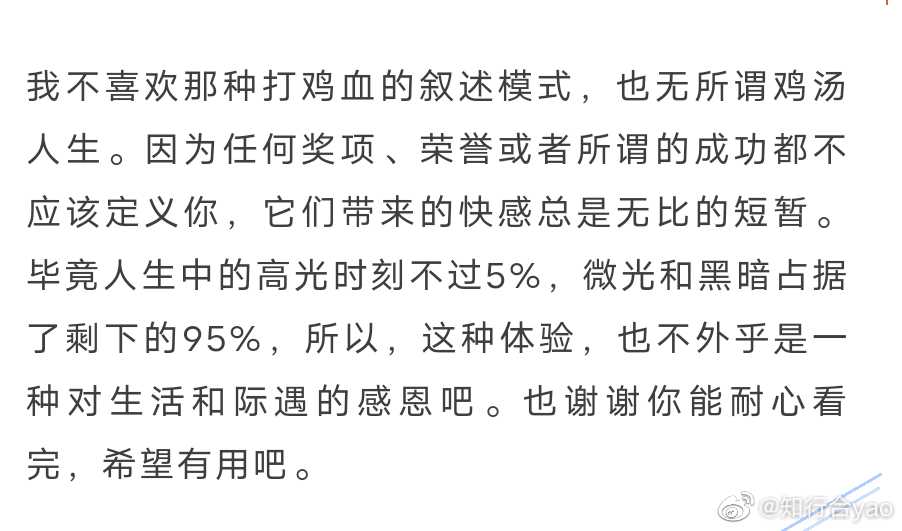 我不喜欢那种打鸡血的叙述模式，也无所谓鸡汤
人生。因为任何奖项、荣誉或者所谓的成功都不
应该定义你，它们带来的快感总是无比的短暂。
毕竟人生中的高光时刻不过5%，微光和黑暗占据
了剩下的95%，所以，这种体验，也不外乎是一
种对生活和际遇的感恩吧。也谢谢你能耐心看
完，希望有用吧。
@知行合yao